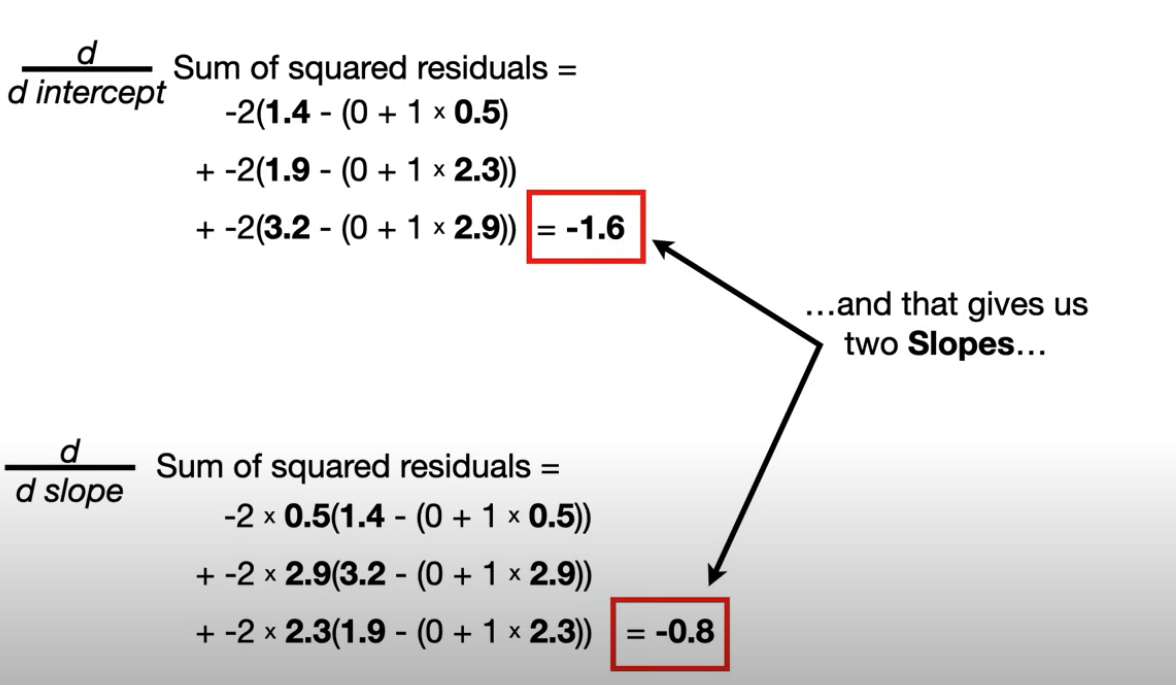 d
d intercept
Sum of squared residuals =
-2(1.4 - (0 + 1 × 0.5)
+ -2(1.9 - (0 + 1 × 2.3))
+ -2(3.2 - (0 + 1 × 2.9)) = -1.6
...and that gives us
two Slopes...
d
d slope
Sum of squared residuals =
-2 × 0.5(1.4 - (0 + 1 × 0.5))
+ -2 × 2.9(3.2 - (0 + 1 × 2.9))
+ -2 × 2.3(1.9 - (0 + 1 × 2.3)) = -0.8